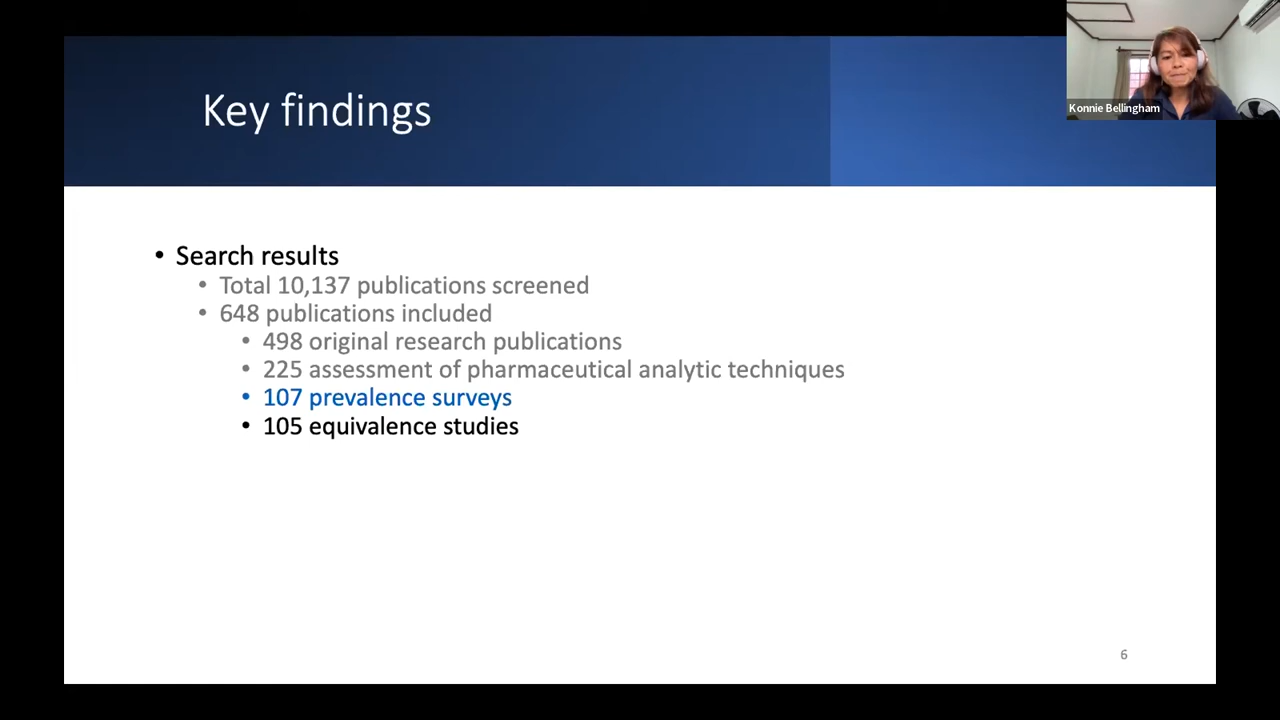 Key findings
Konnie Bellingham
• Search results
• Total 10,137 publications screened
• 648 publications included
• 498 original research publications
• 225 assessment of pharmaceutical analytic techniques
• 107 prevalence surveys
• 105 equivalence studies
6